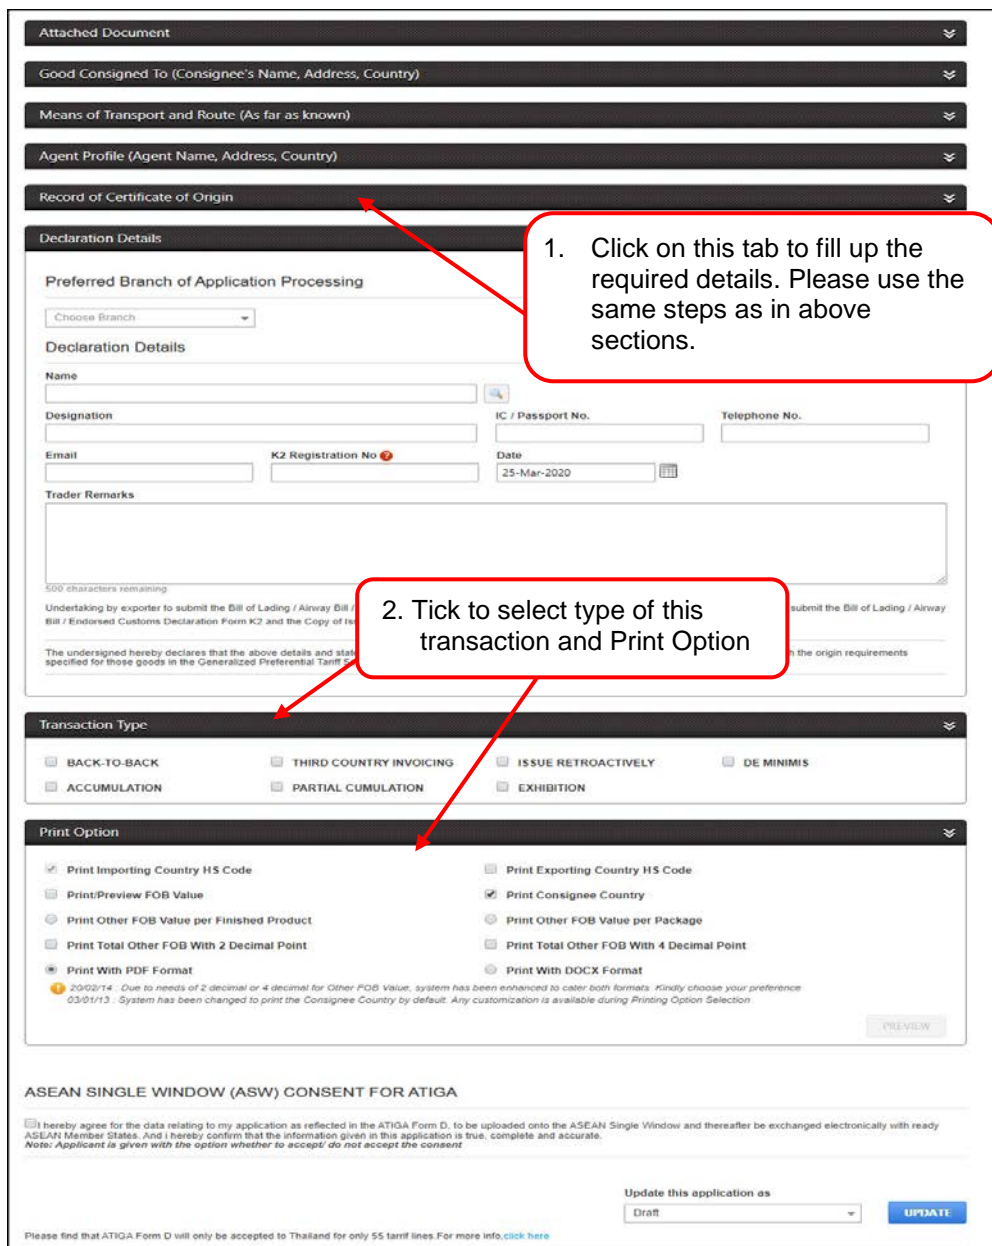 Attached Document
Good Consigned To (Consignee's Name, Address, Country)
Means of Transport and Route (As far as known)
Agent Profile (Agent Name, Address, Country)
Record of Certificate of Origin
Declaration Details
1. Click on this tab to fill up the
required details. Please use the
same steps as in above
sections.
Preferred Branch of Application Processing
Choose Branch
Declaration Details
Name
Designation IC / Passport No. Telephone No.
Email K2 Registration No Date
25-Mar-2020
Trader Remarks
500 characters remaining
2. Tick to select type of this
transaction and Print Option
Undertaking by exporter to submit the Bill of Lading / Airway Bill / submit the Bill of Lading / Airway
Bill / Endorsed Customs Declaration Form K2 and the Copy of
The undersigned hereby declares that the above details and the origin requirements
specified for those goods in the Generalized Preferential Tariff
Transaction Type
BACK-TO-BACK THIRD COUNTRY INVOICING ISSUE RETROACTIVELY DE MINIMIS
ACCUMULATION PARTIAL CUMULATION EXHIBITION
Print Option
Print Importing Country HS Code Print Exporting Country HS Code
Print/Preview FOB Value Print Consignee Country
Print Other FOB Value per Finished Product Print Other FOB Value per Package
Print Total Other FOB With 2 Decimal Point Print Total Other FOB With 4 Decimal Point
Print With PDF Format Print With DOCX Format
20/02/14 : Due to needs of 2 decimal or 4 decimal for Other FOB Value, system has been enhanced to cater both formats. Kindly choose your preference
03/01/13 : System has been changed to print the Consignee Country by default. Any customization is available during Printing Option Selection
PREVIEW
ASEAN SINGLE WINDOW (ASW) CONSENT FOR ATIGA
I hereby agree for the data relating to my application as reflected in the ATIGA Form D, to be uploaded onto the ASEAN Single Window and thereafter be exchanged electronically with ready
ASEAN Member States. And i hereby confirm that the information given in this application is true, complete and accurate.
Note: Applicant is given with the option whether to accept/ do not accept the consent
Update this application as
Draft UPDATE
Please find that ATIGA Form D will only be accepted to Thailand for only 55 tarrif lines.For more info,click here